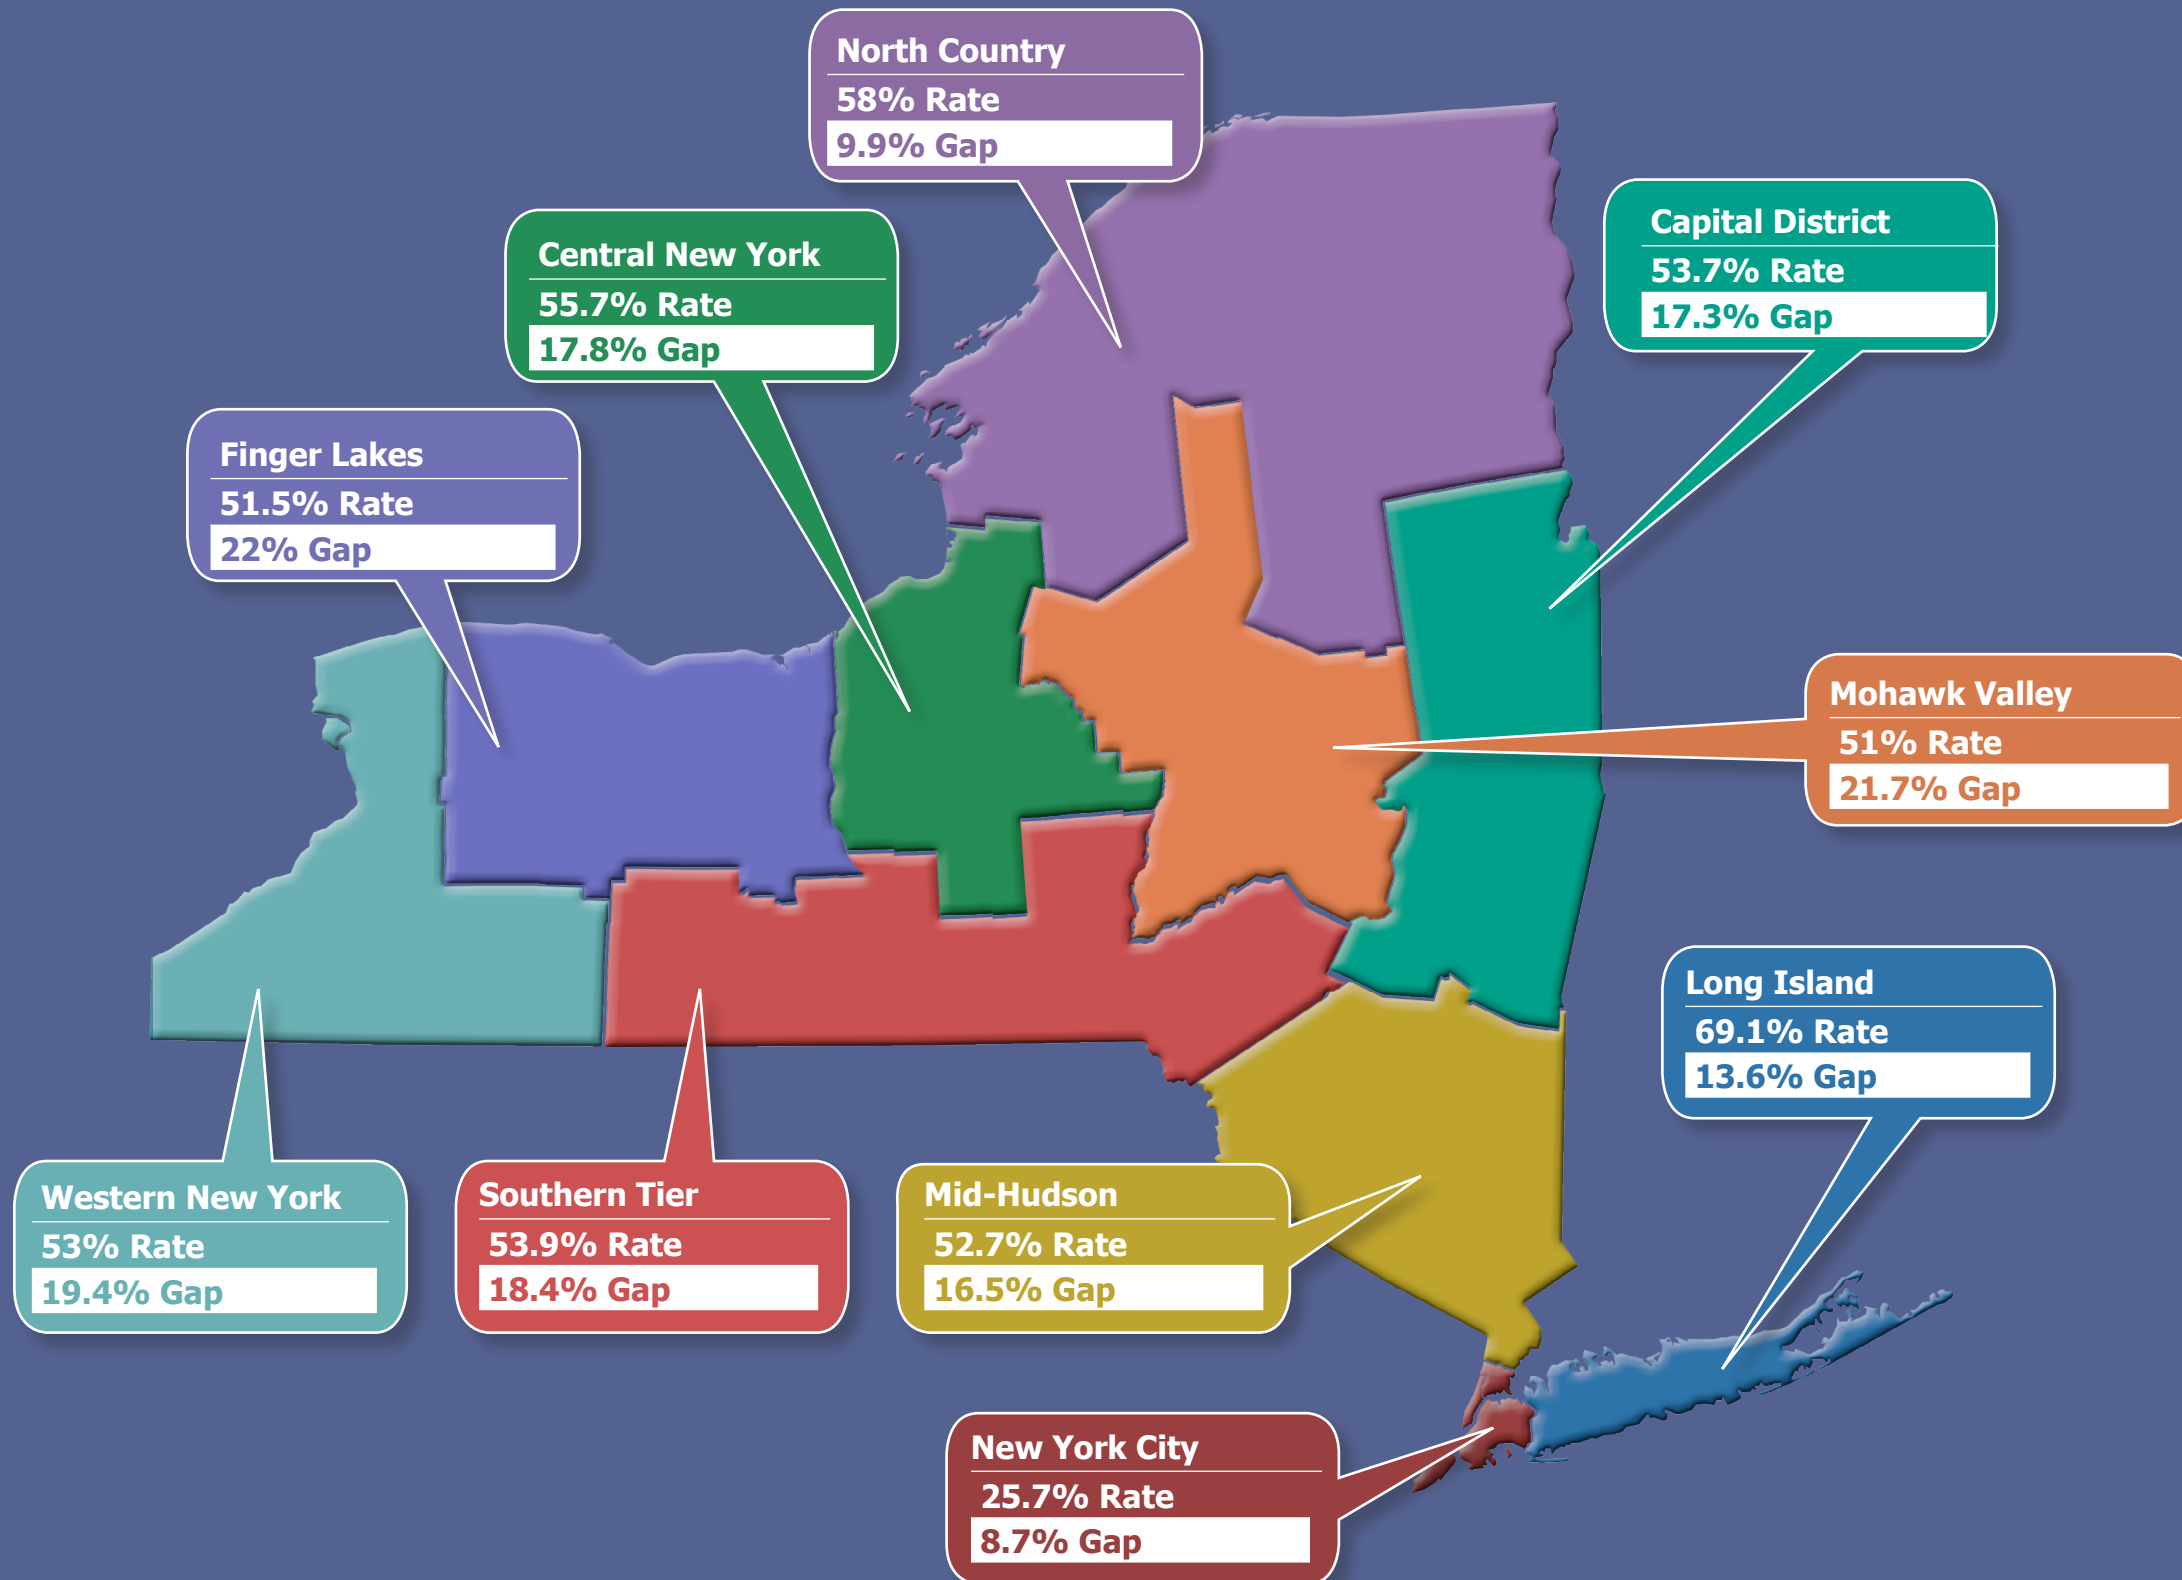 North Country
58% Rate
9.9% Gap
Capital District
53.7% Rate
17.3% Gap
Central New York
55.7% Rate
17.8% Gap
Finger Lakes
51.5% Rate
22% Gap
Mohawk Valley
51% Rate
21.7% Gap
Long Island
69.1% Rate
13.6% Gap
Western New York
53% Rate
19.4% Gap
Southern Tier
53.9% Rate
18.4% Gap
Mid-Hudson
52.7% Rate
16.5% Gap
New York City
25.7% Rate
8.7% Gap